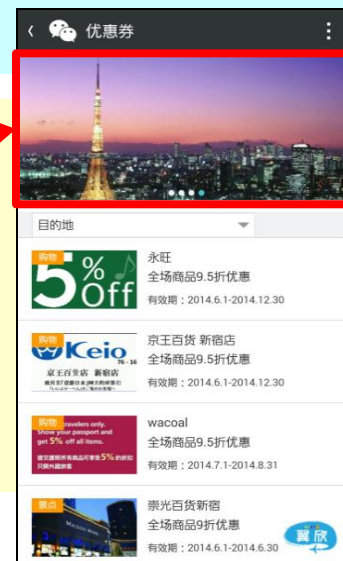 优惠券
目的地
购物
5% Off
永旺
全场商品9.5折优惠
有效期：2014.6.1-2014.12.30
购物
Keio
76 - 16
京王百货店 新宿店
京王百货 新宿店
全场商品9.5折优惠
有效期：2014.6.1-2014.12.30
购物
travelers only.
Show your passport and
get 5% off all items.
wacoal
全场商品9.5折优惠
有效期：2014.7.1-2014.8.31
景点
崇光百货新宿
全场商品9折优惠
有效期：2014.6.1-2014.6.30
翼欣